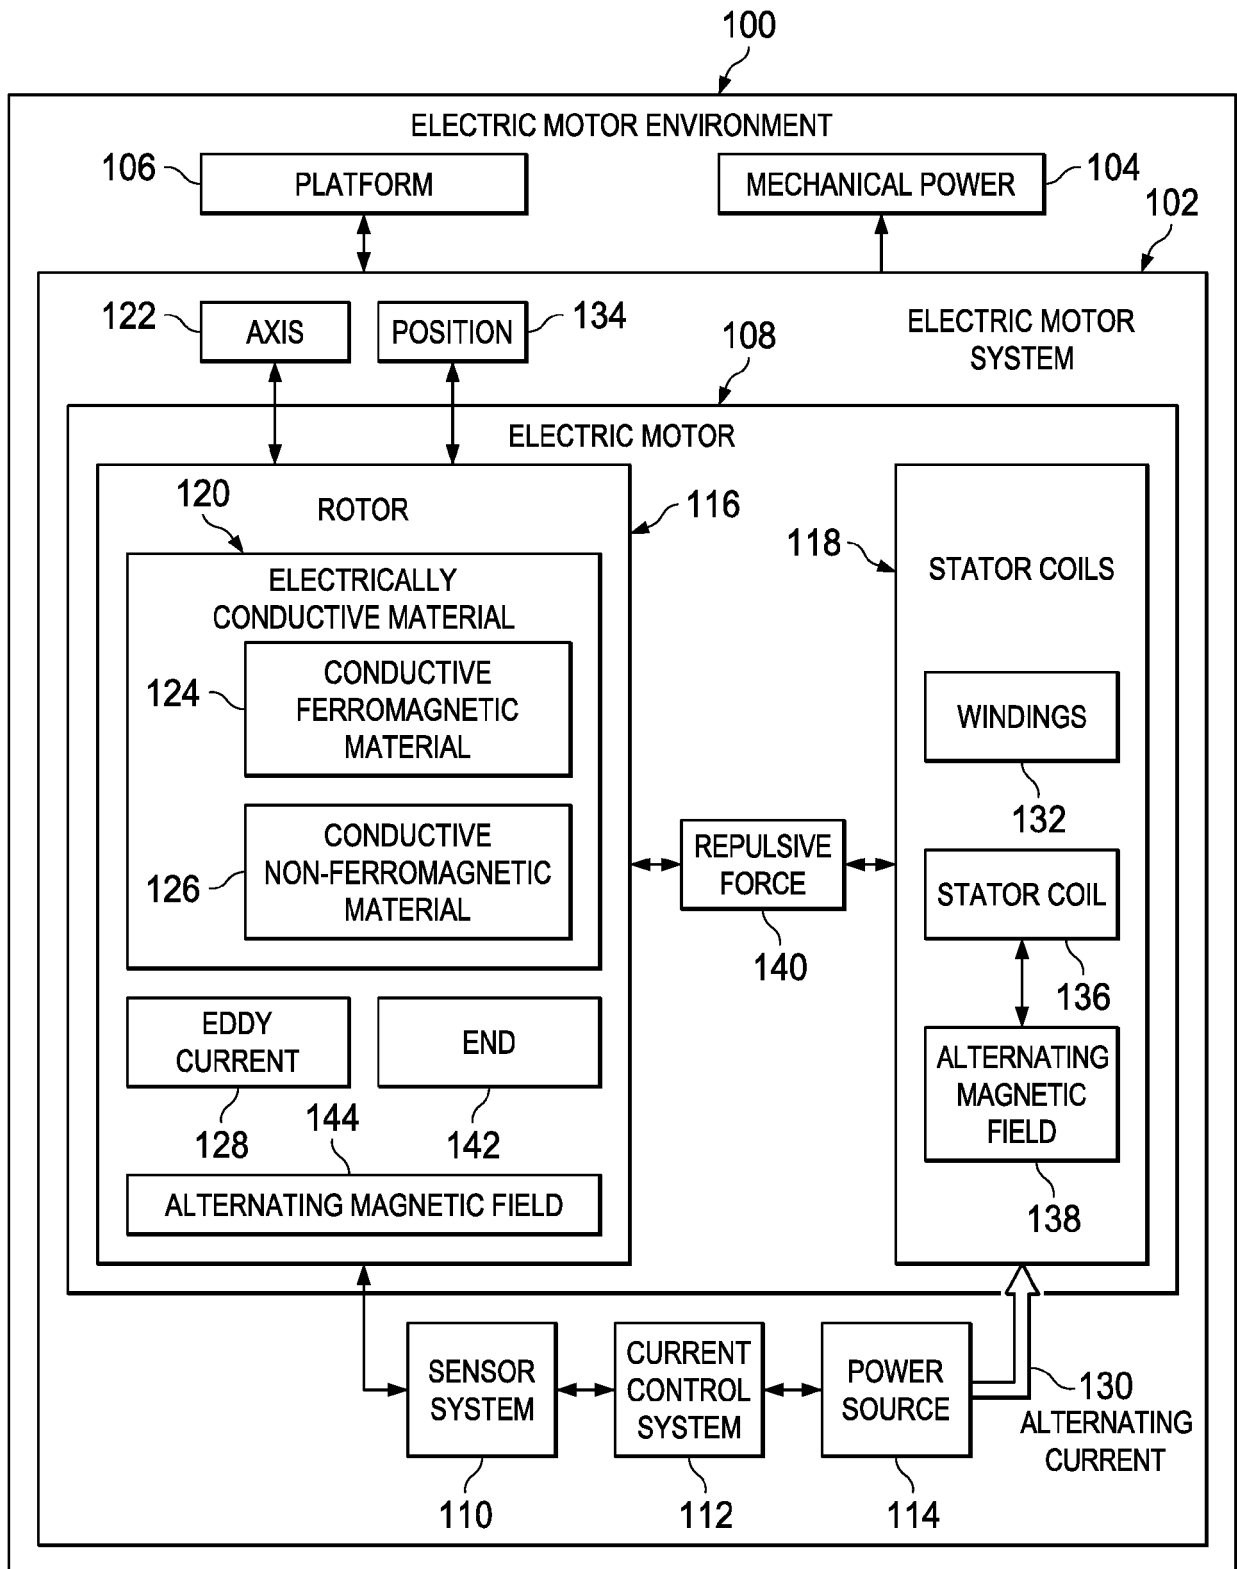 100
ELECTRIC MOTOR ENVIRONMENT
106
PLATFORM
MECHANICAL POWER
104
102
122
AXIS
POSITION
134
ELECTRIC MOTOR
SYSTEM
108
ELECTRIC MOTOR
120
ROTOR
116
ELECTRICALLY
CONDUCTIVE MATERIAL
124
CONDUCTIVE
FERROMAGNETIC
MATERIAL
126
CONDUCTIVE
NON-FERROMAGNETIC
MATERIAL
EDDY
CURRENT
128
END
142
144
ALTERNATING MAGNETIC FIELD
REPULSIVE
FORCE
140
118
STATOR COILS
WINDINGS
132
STATOR COIL
136
ALTERNATING
MAGNETIC
FIELD
138
SENSOR
SYSTEM
110
CURRENT
CONTROL
SYSTEM
112
POWER
SOURCE
114
130
ALTERNATING
CURRENT